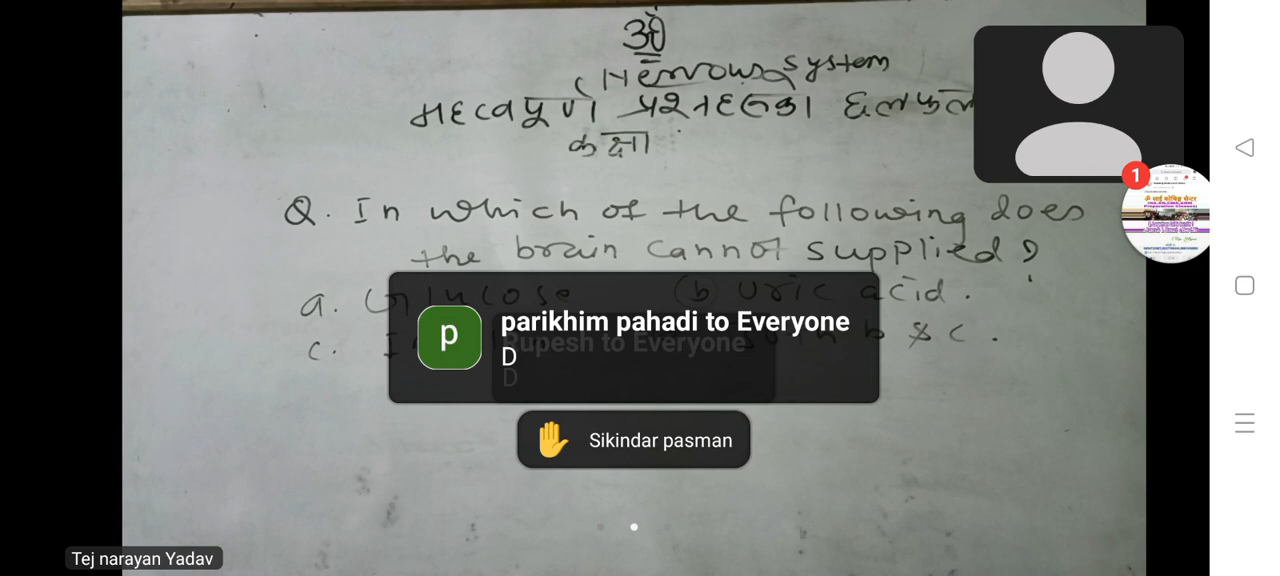 ॐ
( Nervous system
महत्वपूर्ण प्रश्नहरुको छलफल
कक्षा
Q. In which of the following does
the brain cannot supplied ?
a. Glucose (b) uric acid .
c. b & c .
parikhim pahadi to Everyone
D
Rupesh to Everyone
D
Sikindar pasman
1
Tej narayan Yadav